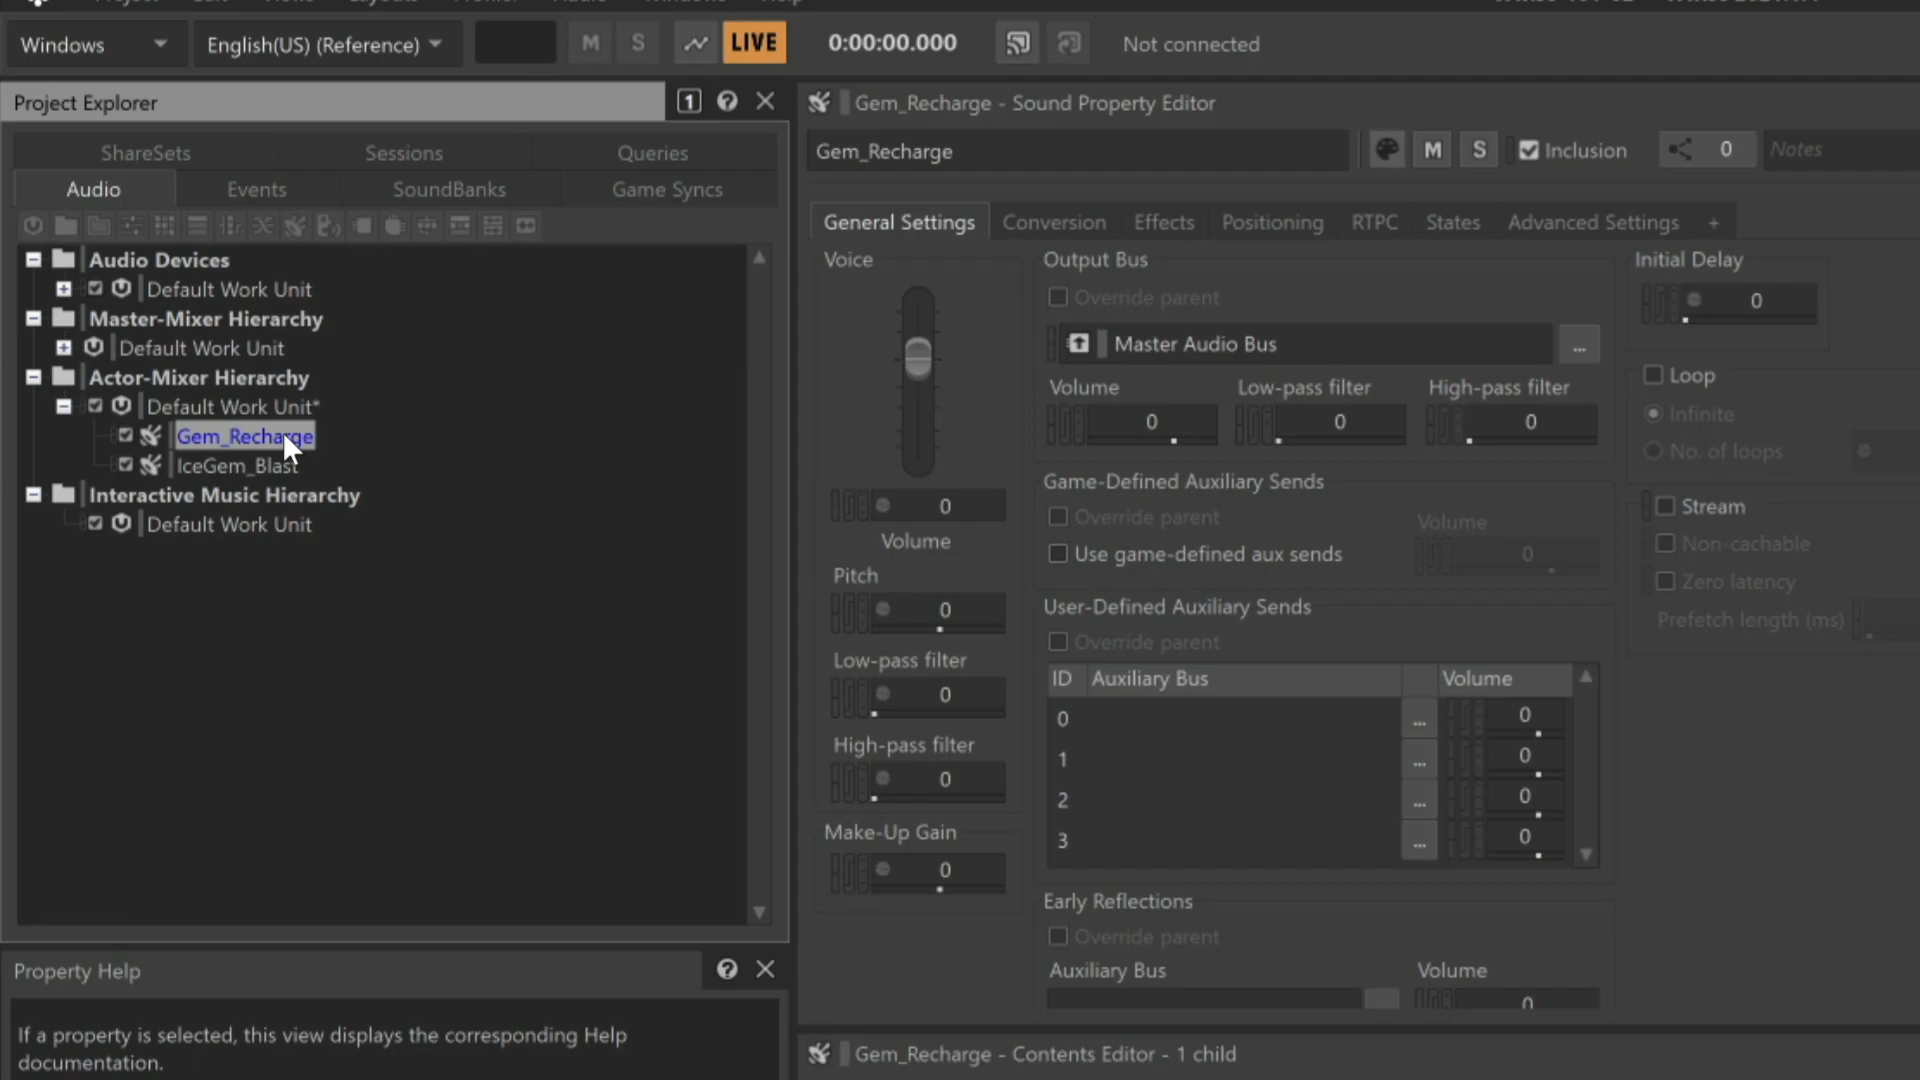 Windows
English(US) (Reference)
M
S
LIVE
0:00:00.000
Not connected
Project Explorer
1
ShareSets
Sessions
Queries
Audio
Events
SoundBanks
Game Syncs
Audio Devices
Default Work Unit
Master-Mixer Hierarchy
Default Work Unit
Actor-Mixer Hierarchy
Default Work Unit*
Gem_Recharge
IceGem_Blast
Interactive Music Hierarchy
Default Work Unit
Property Help
If a property is selected, this view displays the corresponding Help
documentation.
Gem_Recharge - Sound Property Editor
Gem_Recharge
M
S
Inclusion
0
Notes
General Settings
Conversion
Effects
Positioning
RTPC
States
Advanced Settings
+
Voice
0
Volume
Pitch
0
Low-pass filter
0
High-pass filter
0
Make-Up Gain
0
Output Bus
Override parent
Master Audio Bus
...
Volume
Low-pass filter
High-pass filter
0
0
0
Game-Defined Auxiliary Sends
Override parent
Volume
Use game-defined aux sends
0
User-Defined Auxiliary Sends
Override parent
ID
Auxiliary Bus
Volume
0
...
0
1
...
0
2
...
0
3
...
0
Early Reflections
Override parent
Auxiliary Bus
Volume
0
Initial Delay
0
Loop
Infinite
No. of loops
Stream
Non-cachable
Zero latency
Prefetch length (ms)
Gem_Recharge - Contents Editor - 1 child